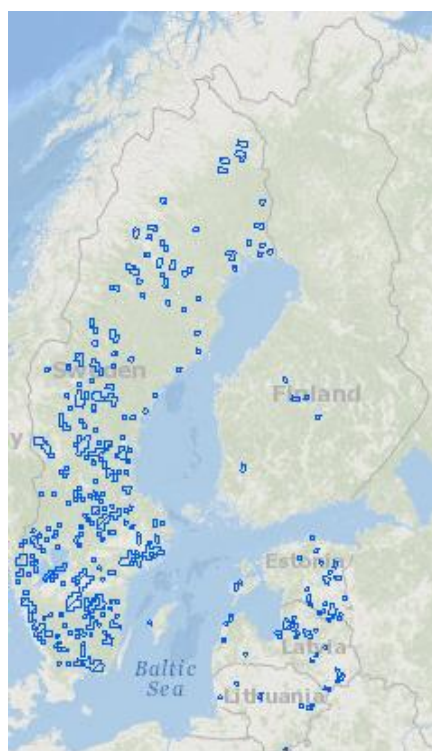 Sweden
Finland
y
Estonia
Latvia
Baltic
Sea
Lithuania